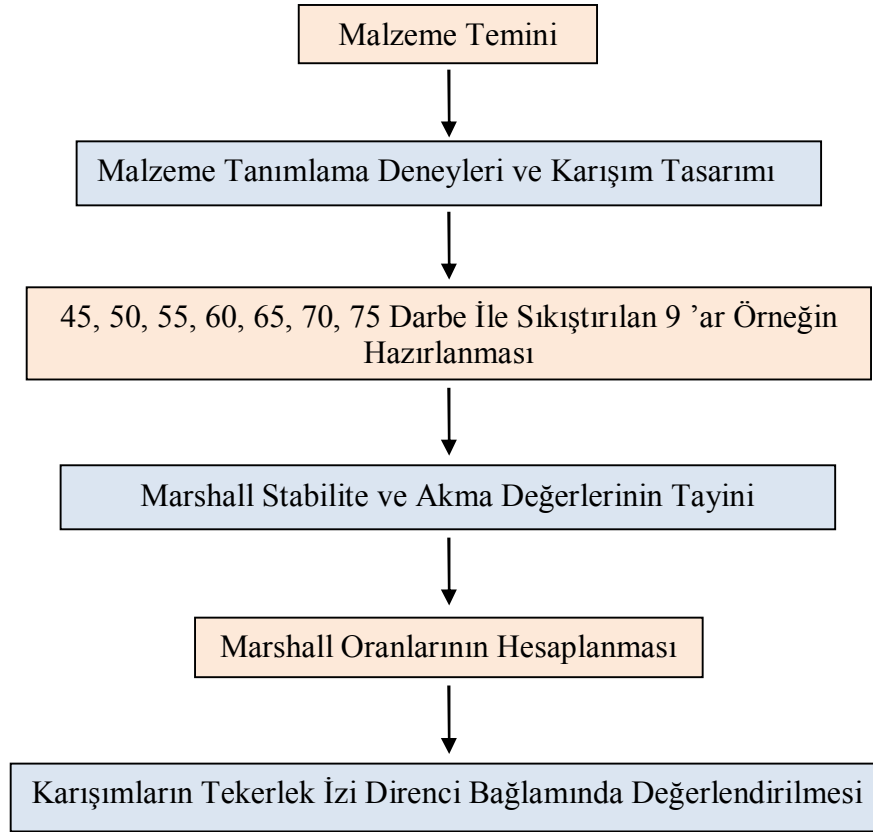 Malzeme Temini
Malzeme Tanımlama Deneyleri ve Karışım Tasarımı
45, 50, 55, 60, 65, 70, 75 Darbe İle Sıkıştırılan 9 ’ar Örneğin
Hazırlanması
Marshall Stabilite ve Akma Değerlerinin Tayini
Marshall Oranlarının Hesaplanması
Karışımların Tekerlek İzi Direnci Bağlamında Değerlendirilmesi